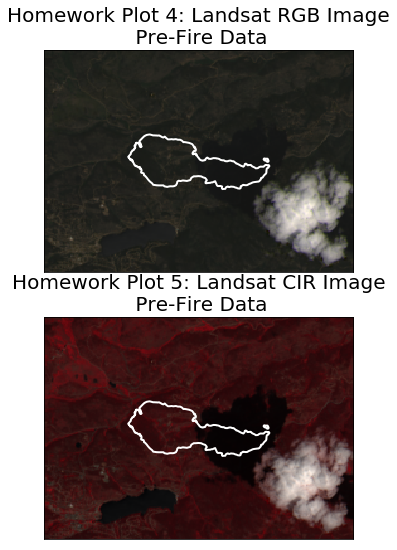 Homework Plot 4: Landsat RGB Image
Pre-Fire Data
Homework Plot 5: Landsat CIR Image
Pre-Fire Data